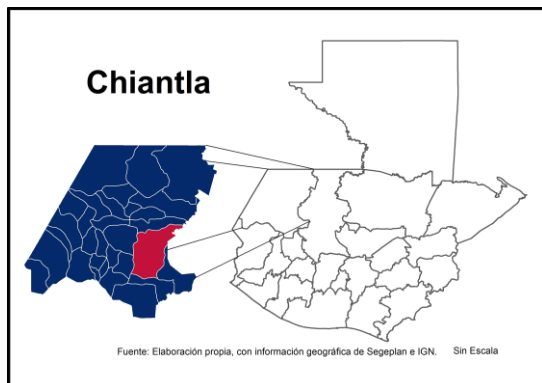 Chiantla
Fuente: Elaboración propia, con información geográfica de Segeplan e IGN. Sin Escala